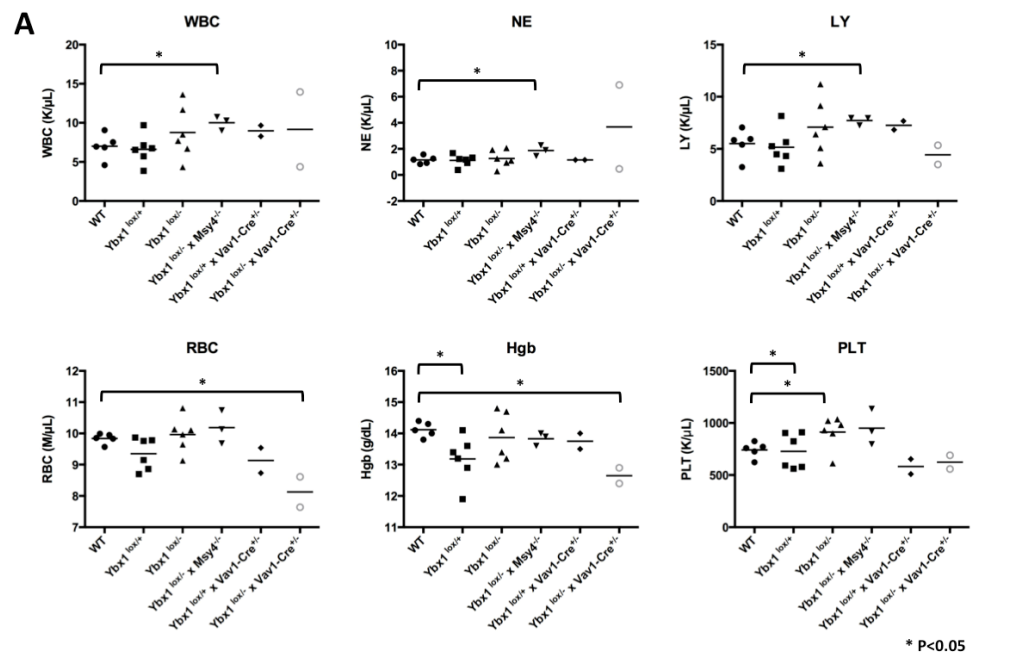 A
WBC
20
15
10
5
0
WBC (K/µL)
*
WT
Ybx1 lox/+
Ybx1 lox/-
Ybx1 lox/- x Msy4-/-
Ybx1 lox/+ x Vav1-Cre+/-
Ybx1 lox/- x Vav1-Cre+/-
NE
10
8
6
4
2
0
-2
NE (K/µL)
*
WT
Ybx1 lox/+
Ybx1 lox/-
Ybx1 lox/- x Msy4-/-
Ybx1 lox/+ x Vav1-Cre+/-
Ybx1 lox/- x Vav1-Cre+/-
LY
15
10
5
0
LY (K/µL)
*
WT
Ybx1 lox/+
Ybx1 lox/-
Ybx1 lox/- x Msy4-/-
Ybx1 lox/+ x Vav1-Cre+/-
Ybx1 lox/- x Vav1-Cre+/-
RBC
12
11
10
9
8
7
RBC (M/µL)
*
WT
Ybx1 lox/+
Ybx1 lox/-
Ybx1 lox/- x Msy4-/-
Ybx1 lox/+ x Vav1-Cre+/-
Ybx1 lox/- x Vav1-Cre+/-
Hgb
16
15
14
13
12
11
Hgb (g/dL)
*
*
WT
Ybx1 lox/+
Ybx1 lox/-
Ybx1 lox/- x Msy4-/-
Ybx1 lox/+ x Vav1-Cre+/-
Ybx1 lox/- x Vav1-Cre+/-
PLT
1500
1000
500
0
PLT (K/µL)
*
*
WT
Ybx1 lox/+
Ybx1 lox/-
Ybx1 lox/- x Msy4-/-
Ybx1 lox/+ x Vav1-Cre+/-
Ybx1 lox/- x Vav1-Cre+/-
* P<0.05